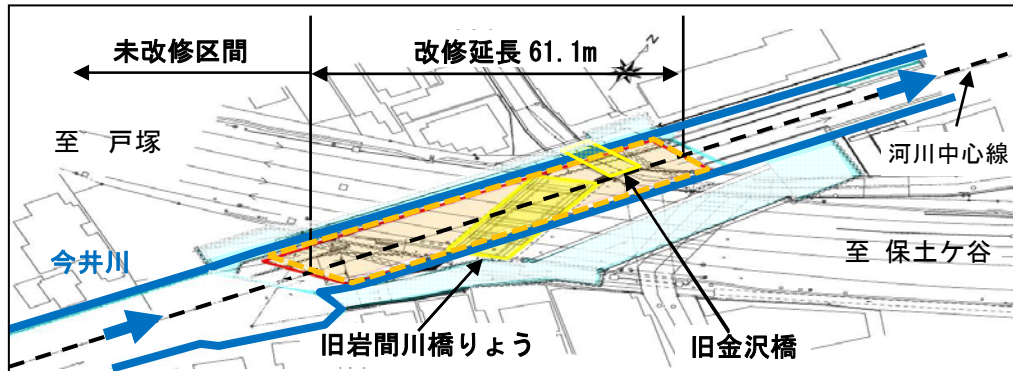 未改修区間
改修延長 61.1m
N
至 戸塚
河川中心線
今井川
至 保土ケ谷
旧岩間川橋りょう
旧金沢橋